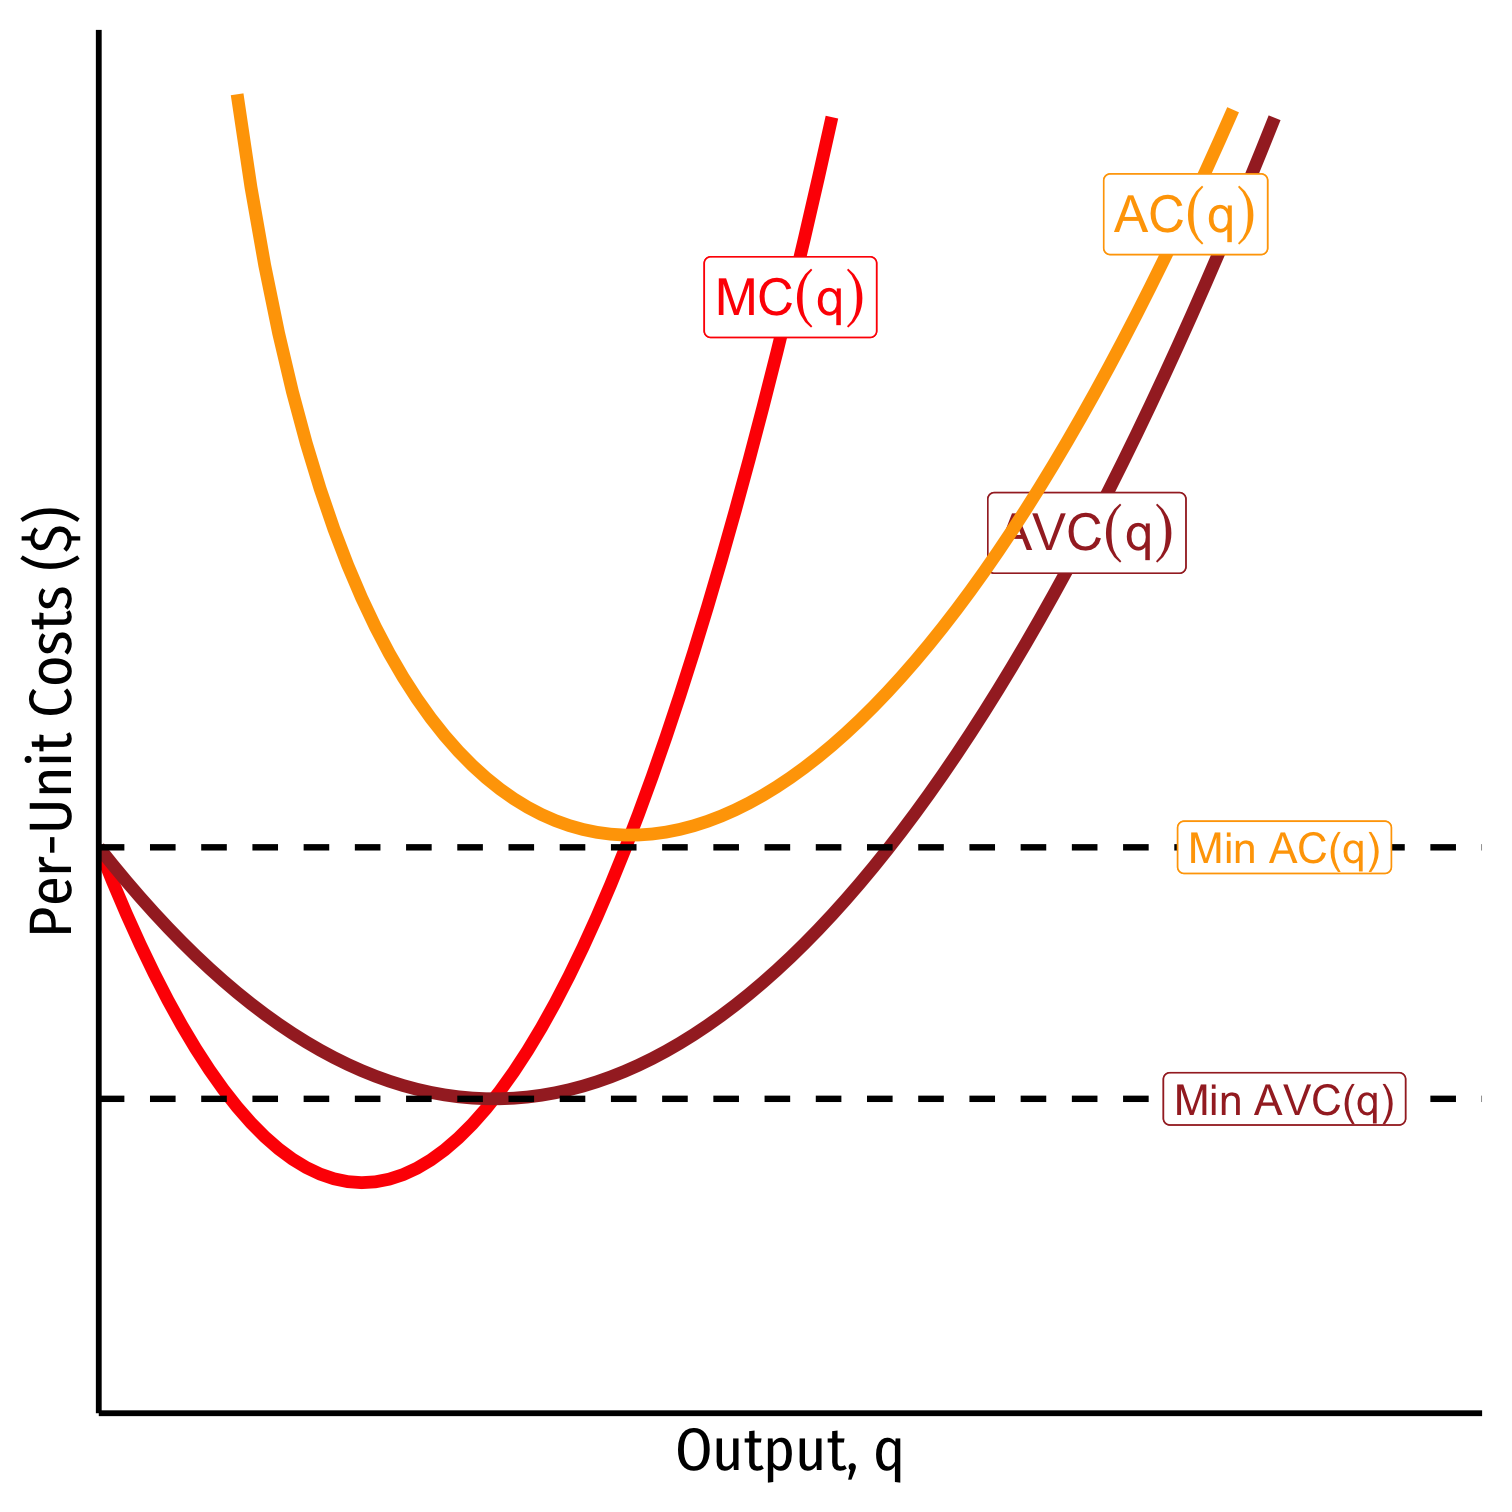 AC(q)
MC(q)
AVC(q)
Per-Unit Costs ($)
Min AC(q)
Min AVC(q)
Output, q